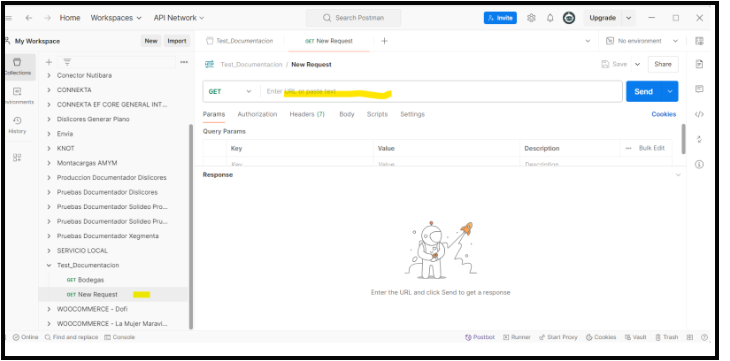 Home Workspaces API Network Search Postman Invite Upgrade
My Workspace New Import Test_Documentacion GET New Request + No environment
Collections
Test_Documentacion / New Request Save Share
Conector Nutibara
CONNEKTA
CONNEKTA EF CORE GENERAL INT...
Dislicores Generar Plano
Envia
KNOT
Montacargas AMYM
Produccion Documentador Dislicores
Pruebas Documentador Dislicores
Pruebas Documentador Solideo Pro...
Pruebas Documentador Solideo Pru...
Pruebas Documentador Xegmenta
SERVICIO LOCAL
Test_Documentacion
GET Bodegas
GET New Request
WOOCOMMERCE - Dofi
WOOCOMMERCE - La Mujer Maravi...
History
GET Enter URL or paste text Send
Params Authorization Headers (7) Body Scripts Settings Cookies
Query Params
Key Value Description Bulk Edit
Key Value Description
Response
Enter the URL and click Send to get a response
Online Find and replace Console Postbot Runner Start Proxy Cookies Vault Trash